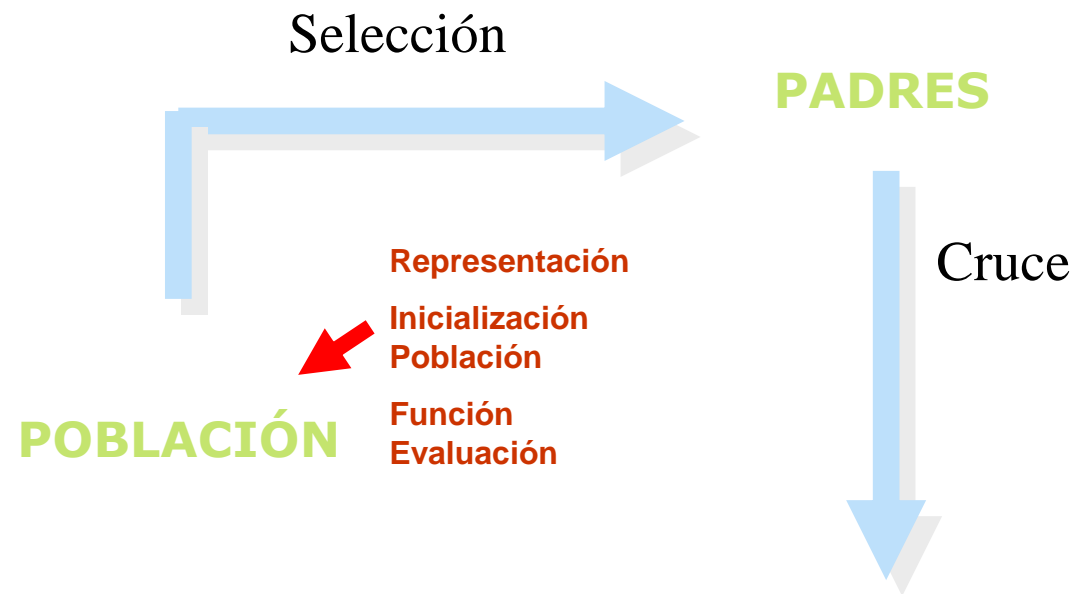 Selección
PADRES
Representación
Cruce
Inicialización
Población
Función
POBLACIÓN
Evaluación